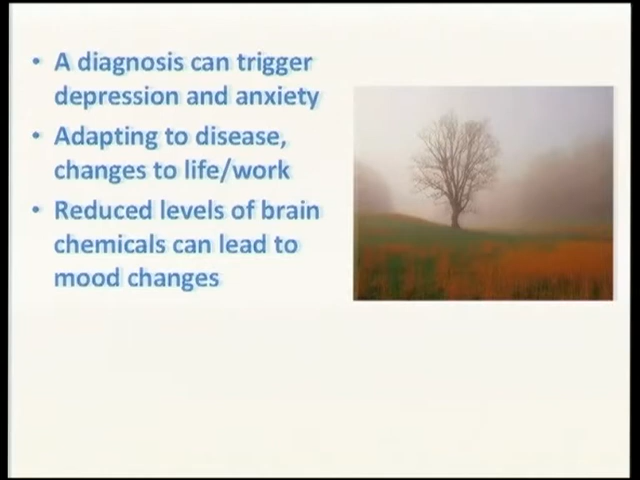 • A diagnosis can trigger
depression and anxiety
• Adapting to disease,
changes to life/work
• Reduced levels of brain
chemicals can lead to
mood changes